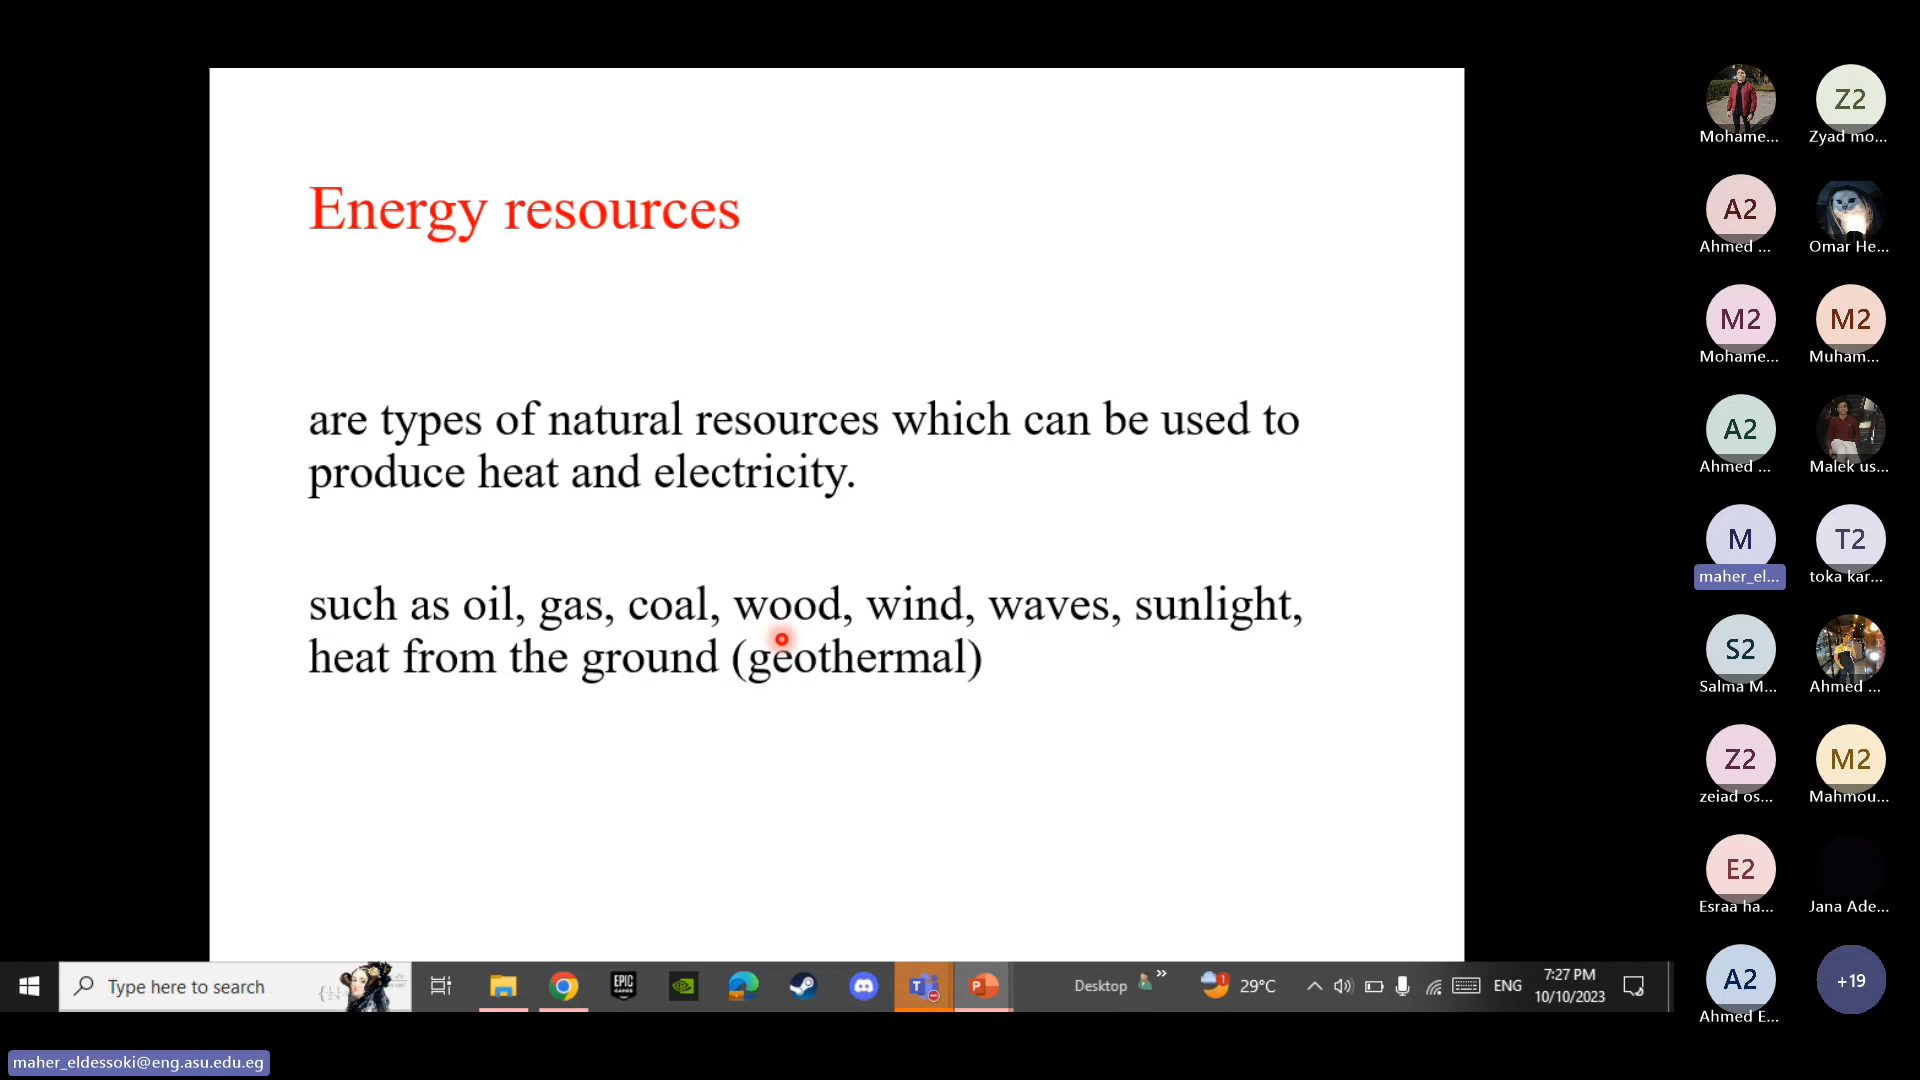 Energy resources
are types of natural resources which can be used to
produce heat and electricity.
such as oil, gas, coal, wood, wind, waves, sunlight,
heat from the ground (geothermal)
Mohame...
Z2
Zyad mo...
A2
Ahmed ...
Omar He...
M2
Mohame...
M2
Muham...
A2
Ahmed ...
Malek us...
M
maher_el...
T2
toka kar...
S2
Salma M...
Ahmed ...
Z2
zeiad os...
M2
Mahmou...
E2
Esraa ha...
Jana Ade...
A2
Ahmed E...
+19
Type here to search
EPIC
GAMES
Desktop
»
1
29°C
ENG
7:27 PM
10/10/2023
maher_eldessoki@eng.asu.edu.eg